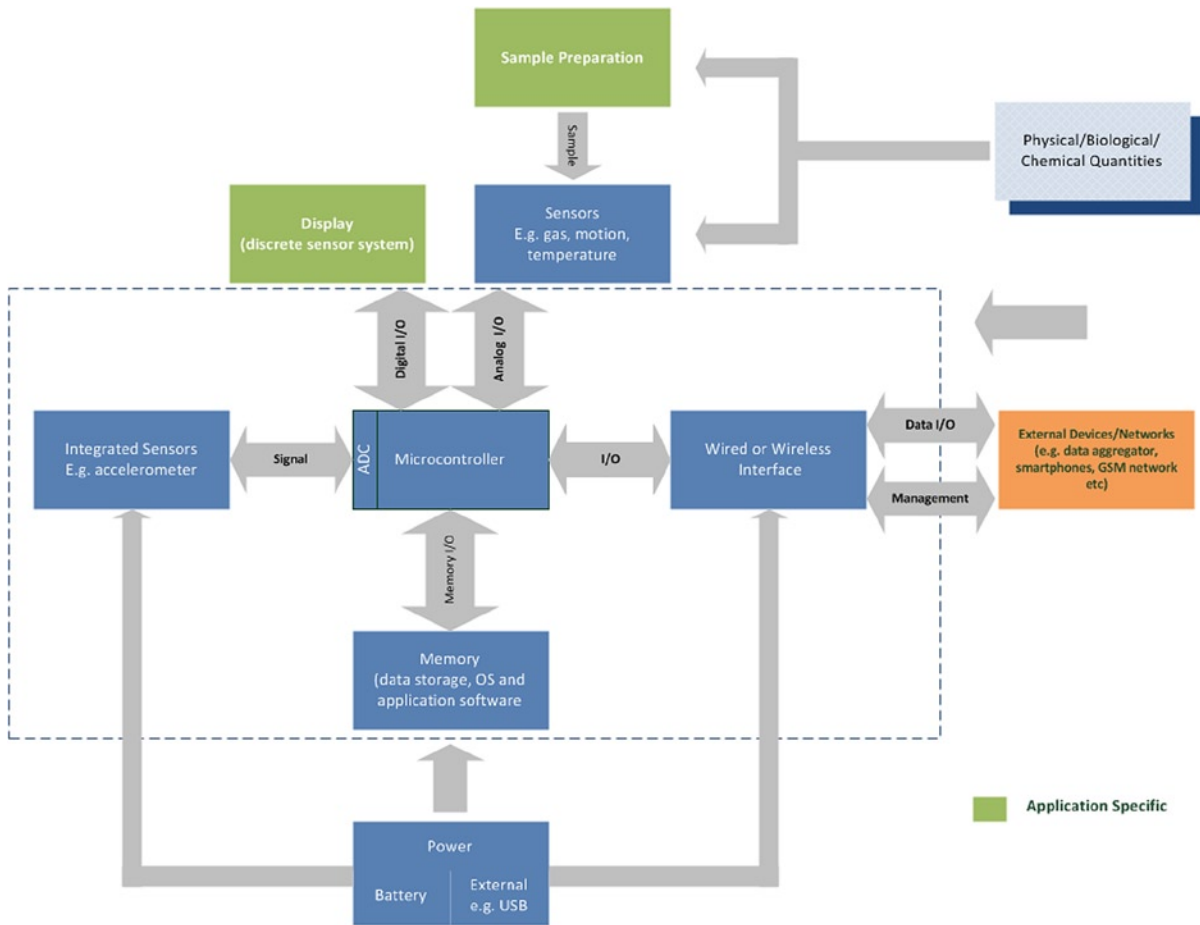 Sample Preparation
Sample
Physical/Biological/
Chemical Quantities
Display
(discrete sensor system)
Sensors
E.g. gas, motion,
temperature
Digital I/O
Analog I/O
Integrated Sensors
E.g. accelerometer
Signal
ADC
Microcontroller
I/O
Wired or Wireless
Interface
Data I/O
Management
External Devices/Networks
(e.g. data aggregator,
smartphones, GSM network
etc)
Memory I/O
Memory
(data storage, OS and
application software
Application Specific
Power
Battery
External
e.g. USB